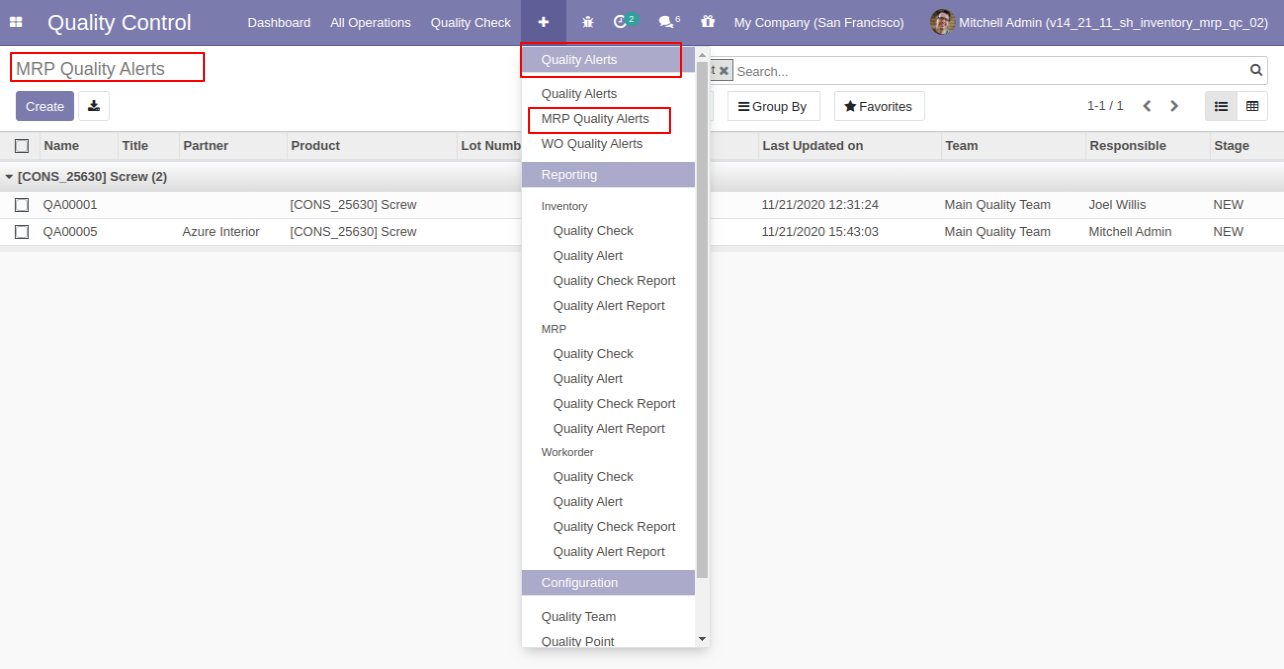 Quality Control Dashboard All Operations Quality Check 2 6 My Company (San Francisco) Mitchell Admin (v14_21_11_sh_inventory_mrp_qc_02)
MRP Quality Alerts
Search...
Create
Group By Favorites 1-1 / 1
Name Title Partner Product Lot Numb Last Updated on Team Responsible Stage
[CONS_25630] Screw (2)
QA00001 [CONS_25630] Screw 11/21/2020 12:31:24 Main Quality Team Joel Willis NEW
QA00005 Azure Interior [CONS_25630] Screw 11/21/2020 15:43:03 Main Quality Team Mitchell Admin NEW
Quality Alerts
Quality Alerts
MRP Quality Alerts
WO Quality Alerts
Reporting
Inventory
Quality Check
Quality Alert
Quality Check Report
Quality Alert Report
MRP
Quality Check
Quality Alert
Quality Check Report
Quality Alert Report
Workorder
Quality Check
Quality Alert
Quality Check Report
Quality Alert Report
Configuration
Quality Team
Quality Point